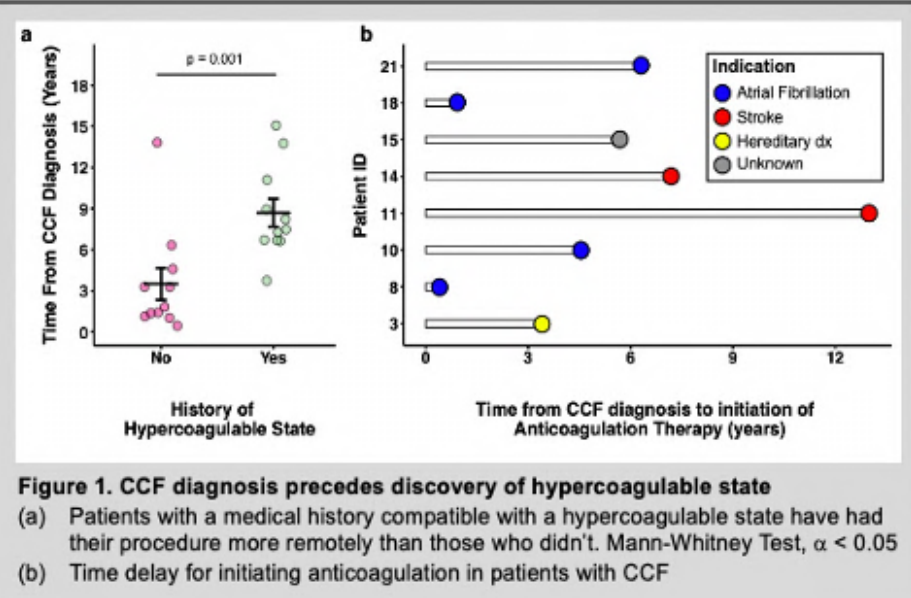 a
Time From CCF Diagnosis (Years)
p = 0.001
18
15
12
9
6
3
0
No Yes
History of
Hypercoagulable State
b
Patient ID
21
18
15
14
11
10
8
3
0 3 6 9 12
Time from CCF diagnosis to initiation of
Anticoagulation Therapy (years)
Indication
Atrial Fibrillation
Stroke
Hereditary dx
Unknown
Figure 1. CCF diagnosis precedes discovery of hypercoagulable state
(a) Patients with a medical history compatible with a hypercoagulable state have had
their procedure more remotely than those who didn't. Mann-Whitney Test, α < 0.05
(b) Time delay for initiating anticoagulation in patients with CCF